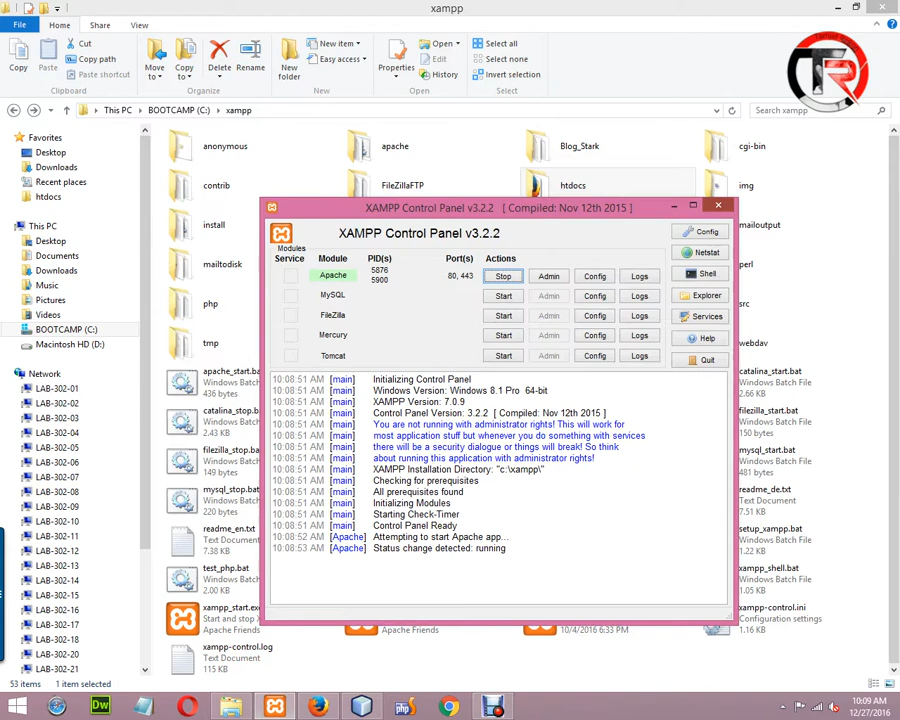 xampp
File
Home
Share
View
Copy
Paste
Cut
Copy path
Paste shortcut
Clipboard
Move to
Copy to
Delete
Rename
Organize
New folder
New item
Easy access
New
Properties
Open
Edit
History
Open
Select all
Select none
Invert selection
Select
This PC
BOOTCAMP (C:)
xampp
Search xampp
Favorites
Desktop
Downloads
Recent places
htdocs
This PC
Desktop
Documents
Downloads
Music
Pictures
Videos
BOOTCAMP (C:)
Macintosh HD (D:)
Network
LAB-302-01
LAB-302-02
LAB-302-03
LAB-302-04
LAB-302-05
LAB-302-06
LAB-302-07
LAB-302-08
LAB-302-09
LAB-302-10
LAB-302-11
LAB-302-12
LAB-302-13
LAB-302-14
LAB-302-15
LAB-302-16
LAB-302-17
LAB-302-18
LAB-302-19
LAB-302-20
LAB-302-21
anonymous
apache
Blog_Stark
cgi-bin
contrib
FileZillaFTP
htdocs
img
install
mailoutput
mailtodisk
perl
php
src
tmp
webdav
apache_start.bat
Windows Batch
436 bytes
catalina_start.bat
Windows Batch File
2.66 KB
catalina_stop.b
Windows Batch
2.43 KB
filezilla_start.bat
Windows Batch File
150 bytes
filezilla_stop.b
Windows Batch
149 bytes
mysql_start.bat
Windows Batch File
mysql_stop.ba
Windows Batch
220 bytes
readme_de.txt
Text Document
7.51 KB
readme_en.txt
Text Document
7.38 KB
setup_xampp.bat
Windows Batch File
1.22 KB
test_php.bat
Windows Batch
2.00 KB
xampp_shell.bat
Windows Batch File
1.05 KB
xampp_start.ex
Start and stop X
Apache Friends
Apache Friends
10/4/2016 6:33 PM
xampp-control.ini
Configuration settings
1.16 KB
xampp-control.log
Text Document
115 KB
XAMPP Control Panel v3.2.2 [ Compiled: Nov 12th 2015 ]
XAMPP Control Panel v3.2.2
Modules
Service Module PID(s) Port(s) Actions
Apache 5876 5900 80, 443 Stop Admin Config Logs
MySQL Start Admin Config Logs
FileZilla Start Admin Config Logs
Mercury Start Admin Config Logs
Tomcat Start Admin Config Logs
Config
Netstat
Shell
Explorer
Services
Help
Quit
10:08:51 AM [main] Initializing Control Panel
10:08:51 AM [main] Windows Version: Windows 8.1 Pro 64-bit
10:08:51 AM [main] XAMPP Version: 7.0.9
10:08:51 AM [main] Control Panel Version: 3.2.2 [ Compiled: Nov 12th 2015 ]
10:08:51 AM [main] You are not running with administrator rights! This will work for
10:08:51 AM [main] most application stuff but whenever you do something with services
10:08:51 AM [main] there will be a security dialogue or things will break! So think
10:08:51 AM [main] about running this application with administrator rights!
10:08:51 AM [main] XAMPP Installation Directory: "c:\xampp\"
10:08:51 AM [main] Checking for prerequisites
10:08:51 AM [main] All prerequisites found
10:08:51 AM [main] Initializing Modules
10:08:51 AM [main] Starting Check-Timer
10:08:51 AM [main] Control Panel Ready
10:08:52 AM [Apache] Attempting to start Apache app...
10:08:53 AM [Apache] Status change detected: running
53 items
1 item selected
Dw
php
10:09 AM
12/27/2016